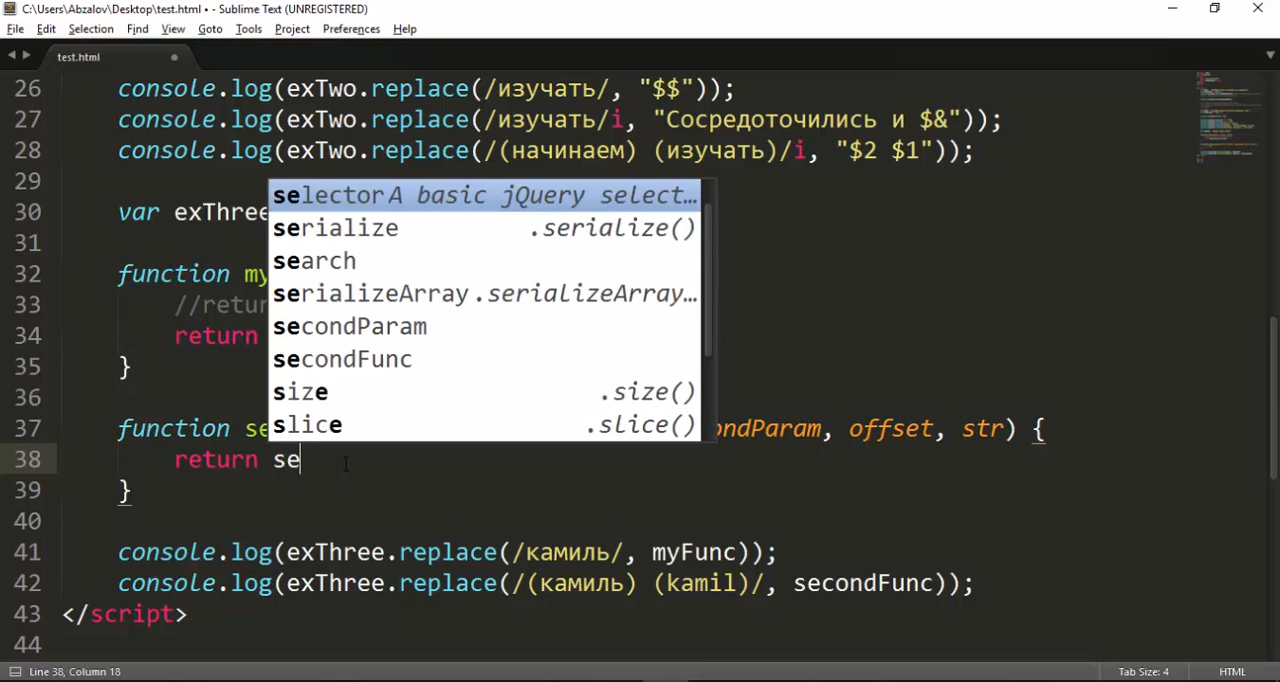 C:\Users\Abzalov\Desktop\test.html • - Sublime Text (UNREGISTERED)
File Edit Selection Find View Goto Tools Project Preferences Help
test.html
26 console.log(exTwo.replace(/изучать/, "$$"));
27 console.log(exTwo.replace(/изучать/i, "Сосредоточились и $&"));
28 console.log(exTwo.replace(/(начинаем) (изучать)/i, "$2 $1"));
29
selector A basic jQuery select…
30 var exThree
serialize .serialize()
31
search
32 function my
serializeArray .serializeArray…
33 //retur
secondParam
34 return
secondFunc
35 }
size .size()
36
slice .slice()
37 function se ondParam, offset, str) {
38 return se
39 }
40
41 console.log(exThree.replace(/камиль/, myFunc));
42 console.log(exThree.replace(/(камиль) (kamil)/, secondFunc));
43 </script>
44
Line 38, Column 18 Tab Size: 4 HTML